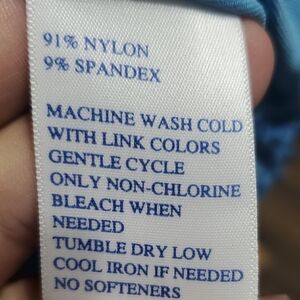 91% NYLON
9% SPANDEX
MACHINE WASH COLD
WITH LINK COLORS
GENTLE CYCLE
ONLY NON-CHLORINE
BLEACH WHEN
NEEDED
TUMBLE DRY LOW
COOL IRON IF NEEDED
NO SOFTENERS